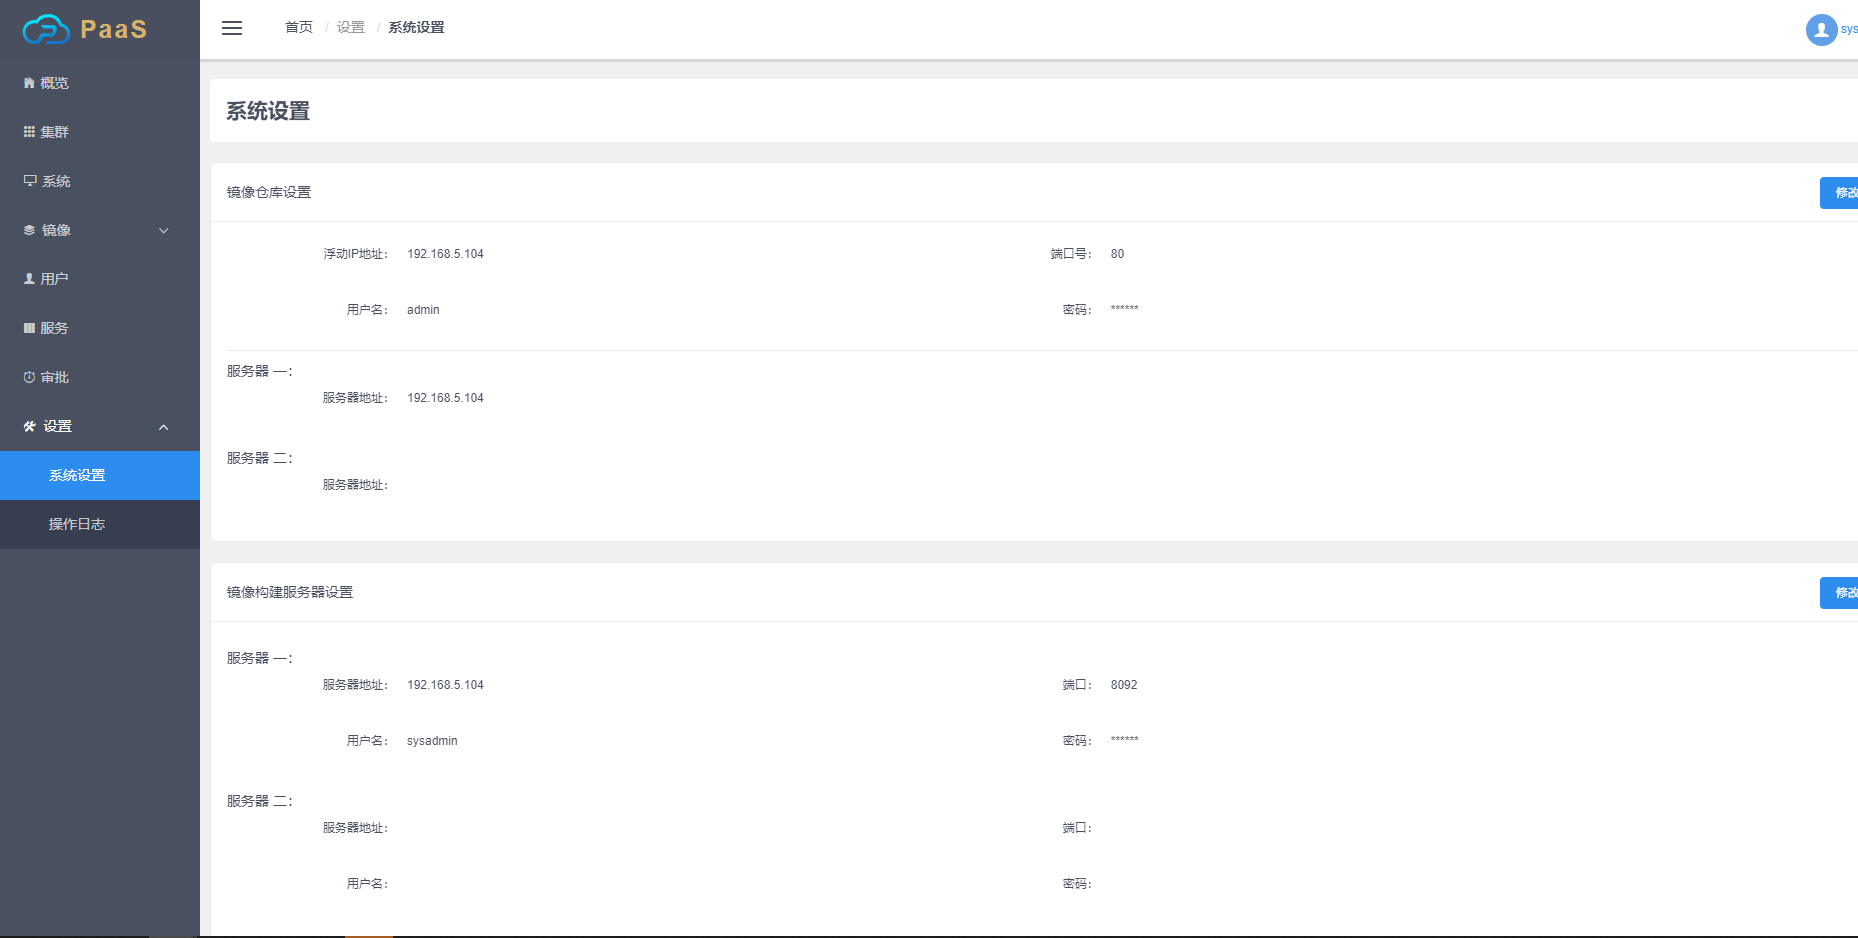 PaaS
首页 / 设置 / 系统设置
sys
概览
集群
系统
镜像
用户
服务
审批
设置
系统设置
操作日志
系统设置
镜像仓库设置
修改
浮动IP地址： 192.168.5.104 端口号： 80
用户名： admin 密码： ******
服务器 一：
服务器地址： 192.168.5.104
服务器 二：
服务器地址：
镜像构建服务器设置
修改
服务器 一：
服务器地址： 192.168.5.104 端口： 8092
用户名： sysadmin 密码： ******
服务器 二：
服务器地址： 端口：
用户名： 密码：